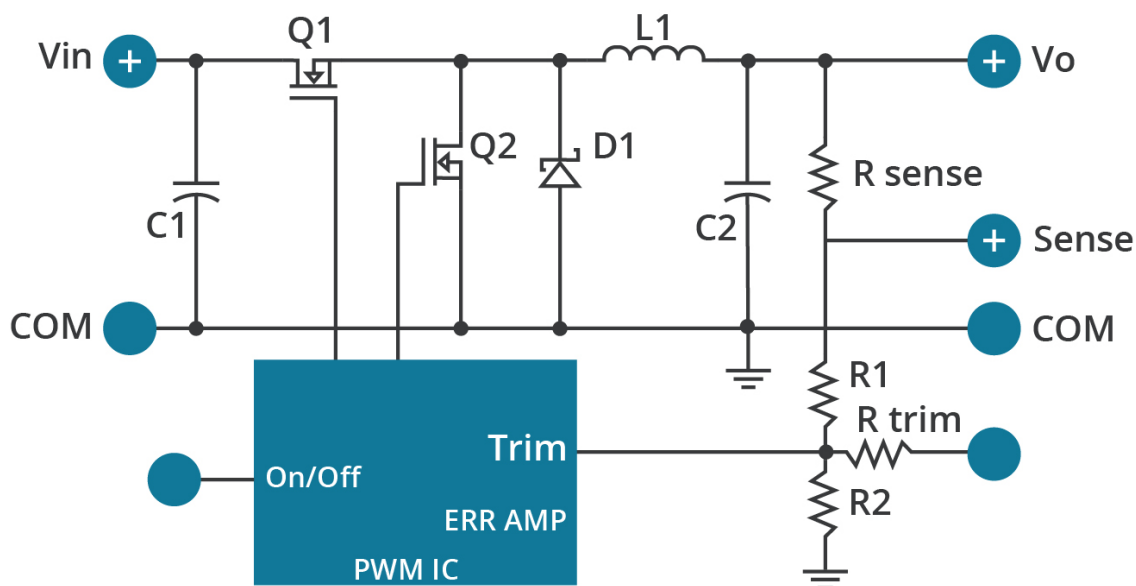 Q1
L1
Vin +
+ Vo
Q2
D1
R sense
C1
C2
+ Sense
COM
COM
R1
R trim
Trim
On/Off
R2
ERR AMP
PWM IC